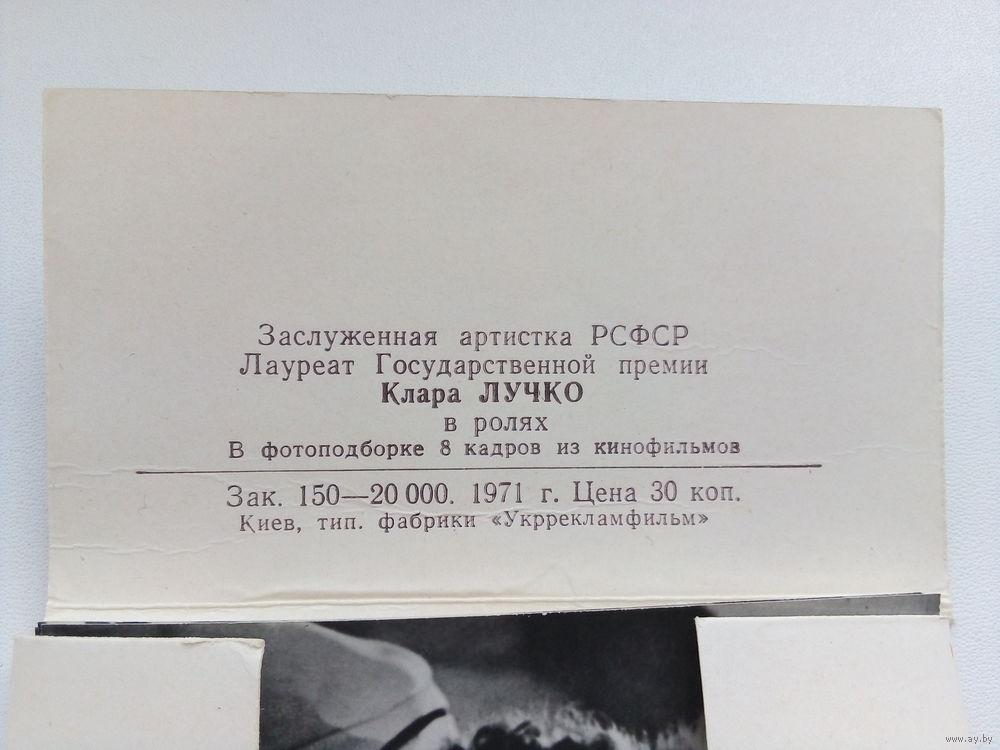 Заслуженная артистка РСФСР
Лауреат Государственной премии
Клара ЛУЧКО
в ролях
В фотоподборке 8 кадров из кинофильмов
Зак. 150—20 000. 1971 г. Цена 30 коп.
Киев, тип. фабрики «Укррекламфильм»
www.ay.by